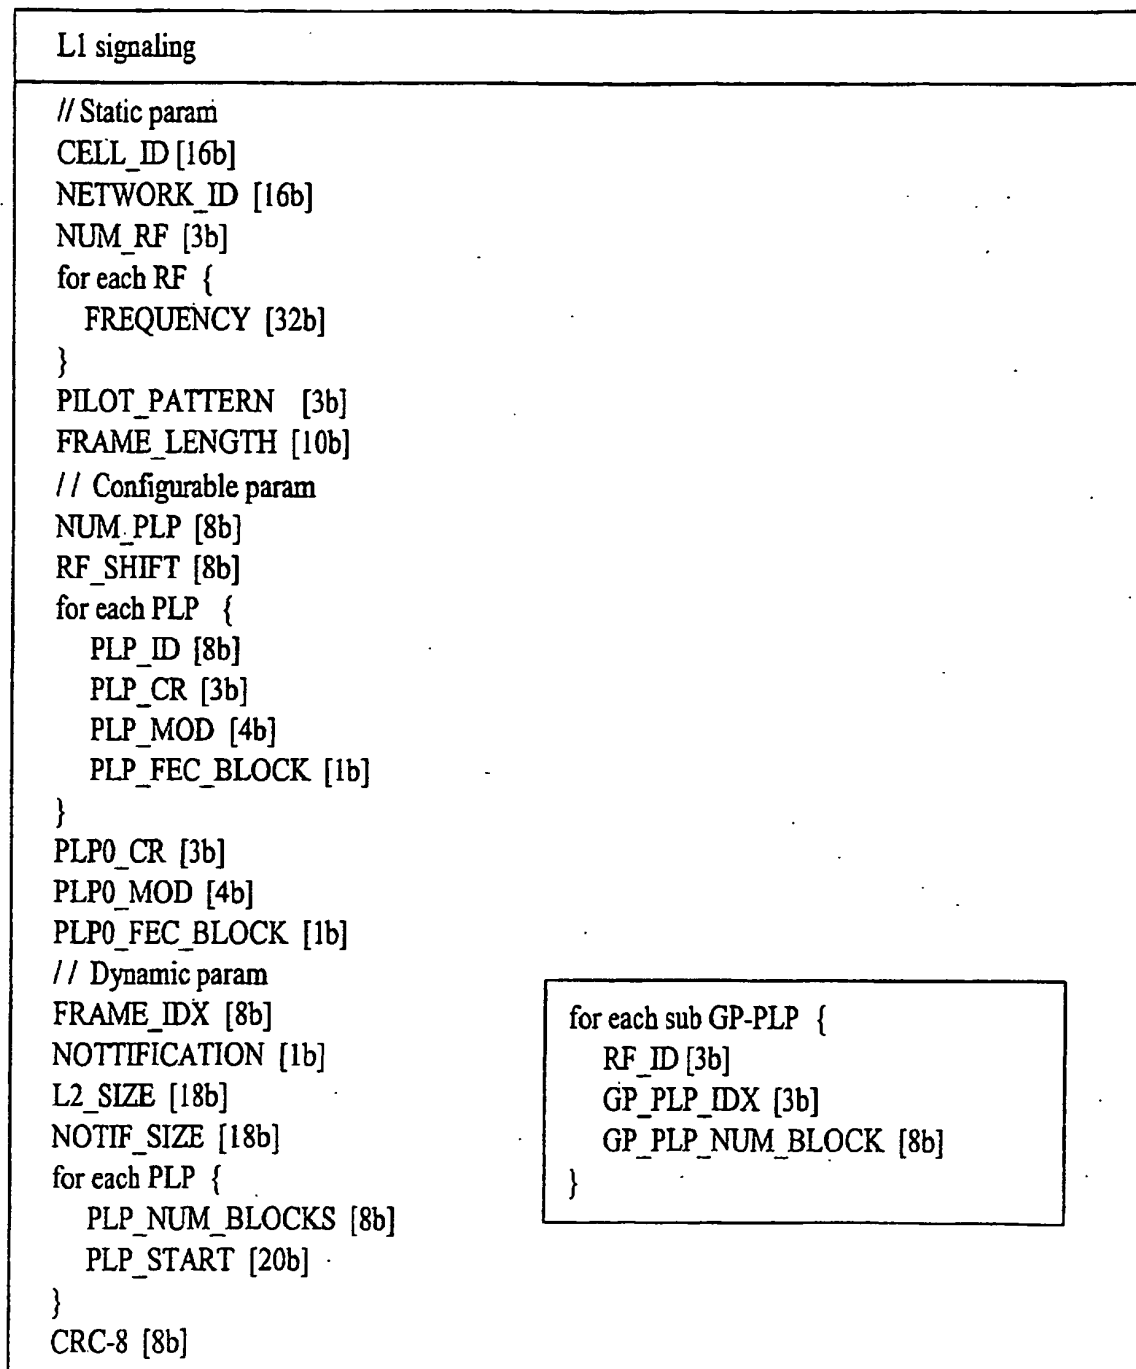 L1 signaling
// Static param
CELL_ID [16b]
NETWORK_ID [16b]
NUM_RF [3b]
for each RF {
FREQUENCY [32b]
}
PILOT_PATTERN [3b]
FRAME_LENGTH [10b]
// Configurable param
NUM_PLP [8b]
RF_SHIFT [8b]
for each PLP {
PLP_ID [8b]
PLP_CR [3b]
PLP_MOD [4b]
PLP_FEC_BLOCK [1b]
}
PLP0_CR [3b]
PLP0_MOD [4b]
PLP0_FEC_BLOCK [1b]
// Dynamic param
FRAME_IDX [8b]
NOTTIFICATION [1b]
L2_SIZE [18b]
NOTIF_SIZE [18b]
for each PLP {
PLP_NUM_BLOCKS [8b]
PLP_START [20b]
}
CRC-8 [8b]
for each sub GP-PLP {
RF_ID [3b]
GP_PLP_IDX [3b]
GP_PLP_NUM_BLOCK [8b]
}